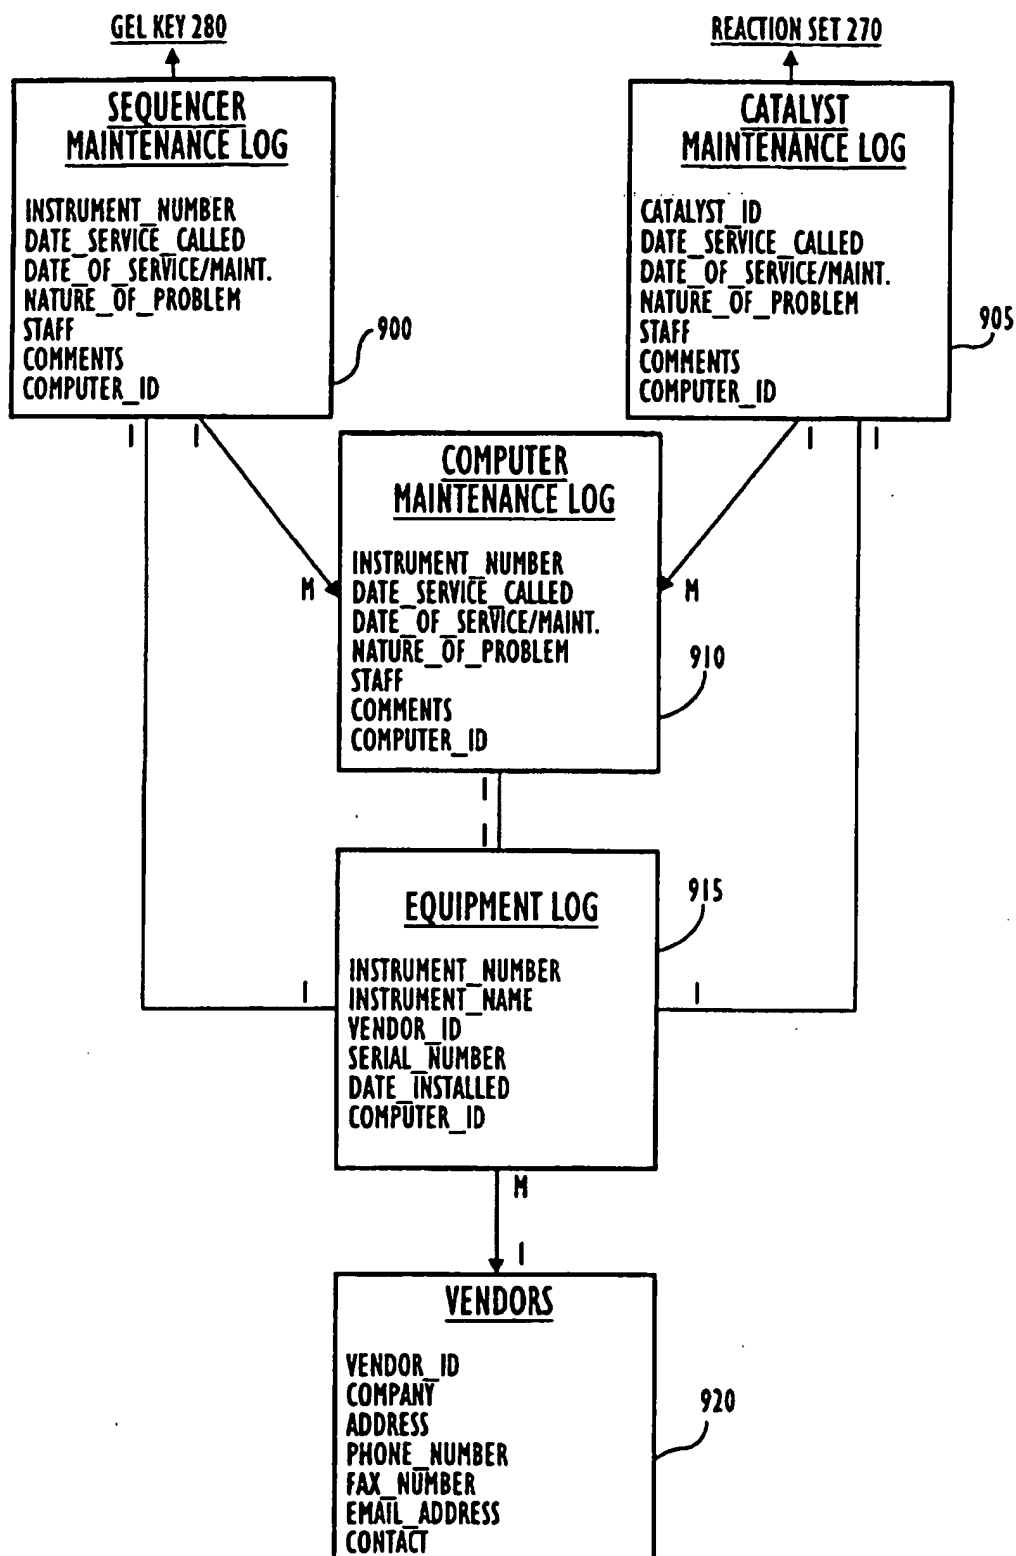 GEL KEY 280
REACTION SET 270
SEQUENCER
MAINTENANCE LOG
INSTRUMENT_NUMBER
DATE_SERVICE_CALLED
DATE_OF_SERVICE/MAINT.
NATURE_OF_PROBLEM
STAFF
COMMENTS
COMPUTER_ID
900
CATALYST
MAINTENANCE LOG
CATALYST_ID
DATE_SERVICE_CALLED
DATE_OF_SERVICE/MAINT.
NATURE_OF_PROBLEM
STAFF
COMMENTS
COMPUTER_ID
905
1
1
1
1
COMPUTER
MAINTENANCE LOG
INSTRUMENT_NUMBER
DATE_SERVICE_CALLED
DATE_OF_SERVICE/MAINT.
NATURE_OF_PROBLEM
STAFF
COMMENTS
COMPUTER_ID
M
M
910
1
1
EQUIPMENT LOG
INSTRUMENT_NUMBER
INSTRUMENT_NAME
VENDOR_ID
SERIAL_NUMBER
DATE_INSTALLED
COMPUTER_ID
915
1
1
M
1
VENDORS
VENDOR_ID
COMPANY
ADDRESS
PHONE_NUMBER
FAX_NUMBER
EMAIL_ADDRESS
CONTACT
920